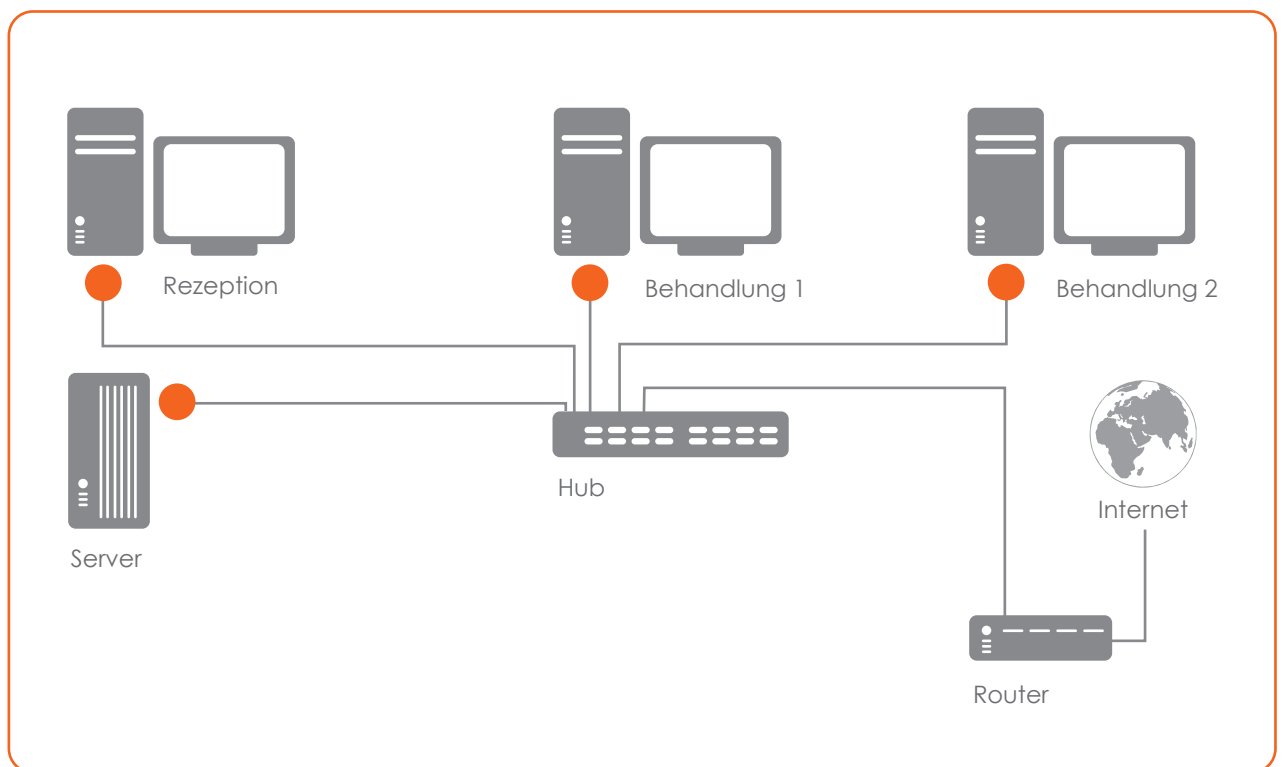 Rezeption
Behandlung 1
Behandlung 2
Hub
Internet
Server
Router